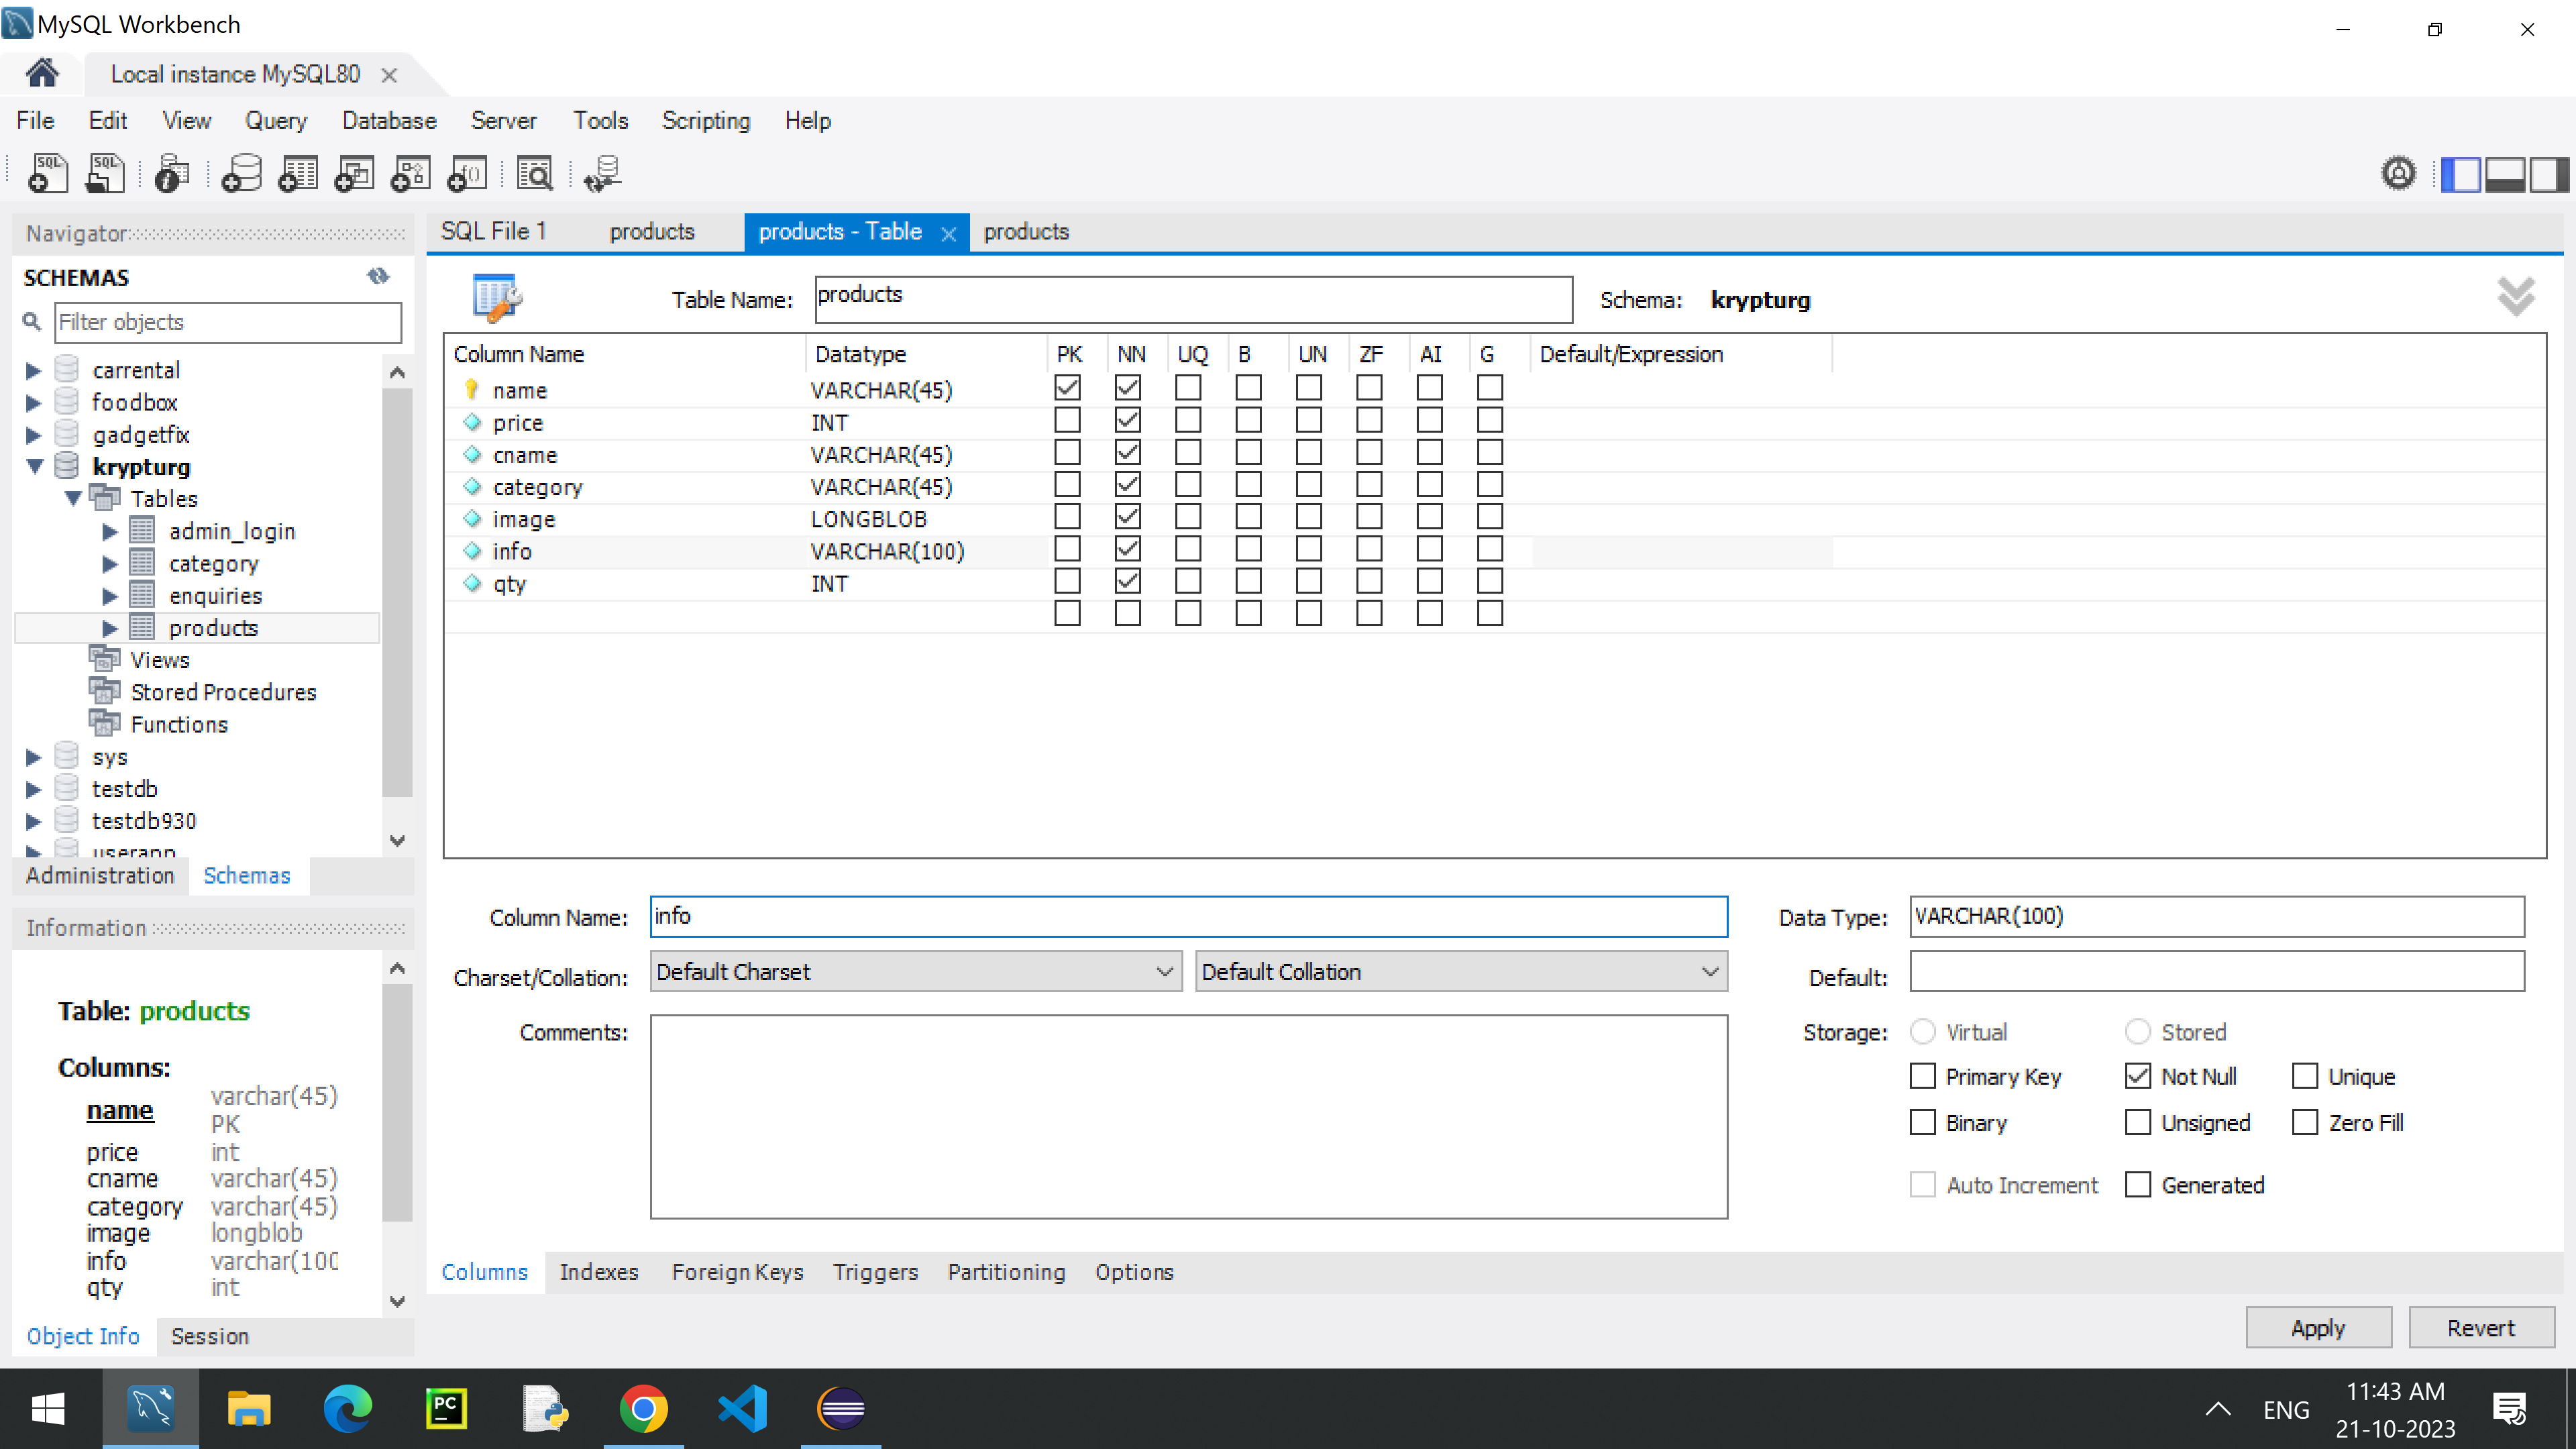 MySQL Workbench
Local instance MySQL80
File Edit View Query Database Server Tools Scripting Help
Navigator
SCHEMAS
Filter objects
carrental
foodbox
gadgetfix
krypturg
Tables
admin_login
category
enquiries
products
Views
Stored Procedures
Functions
sys
testdb
testdb930
userapp
Administration Schemas
Information
Table: products
Columns:
name varchar(45) PK
price int
cname varchar(45)
category varchar(45)
image longblob
info varchar(100
qty int
Object Info Session
SQL File 1 products products - Table products
Table Name: products Schema: krypturg
Column Name Datatype PK NN UQ B UN ZF AI G Default/Expression
name VARCHAR(45)
price INT
cname VARCHAR(45)
category VARCHAR(45)
image LONGBLOB
info VARCHAR(100)
qty INT
Column Name: info Data Type: VARCHAR(100)
Charset/Collation: Default Charset Default Collation Default:
Comments: Storage: Virtual Stored
Primary Key Not Null Unique
Binary Unsigned Zero Fill
Auto Increment Generated
Columns Indexes Foreign Keys Triggers Partitioning Options
Apply Revert
ENG
11:43 AM
21-10-2023